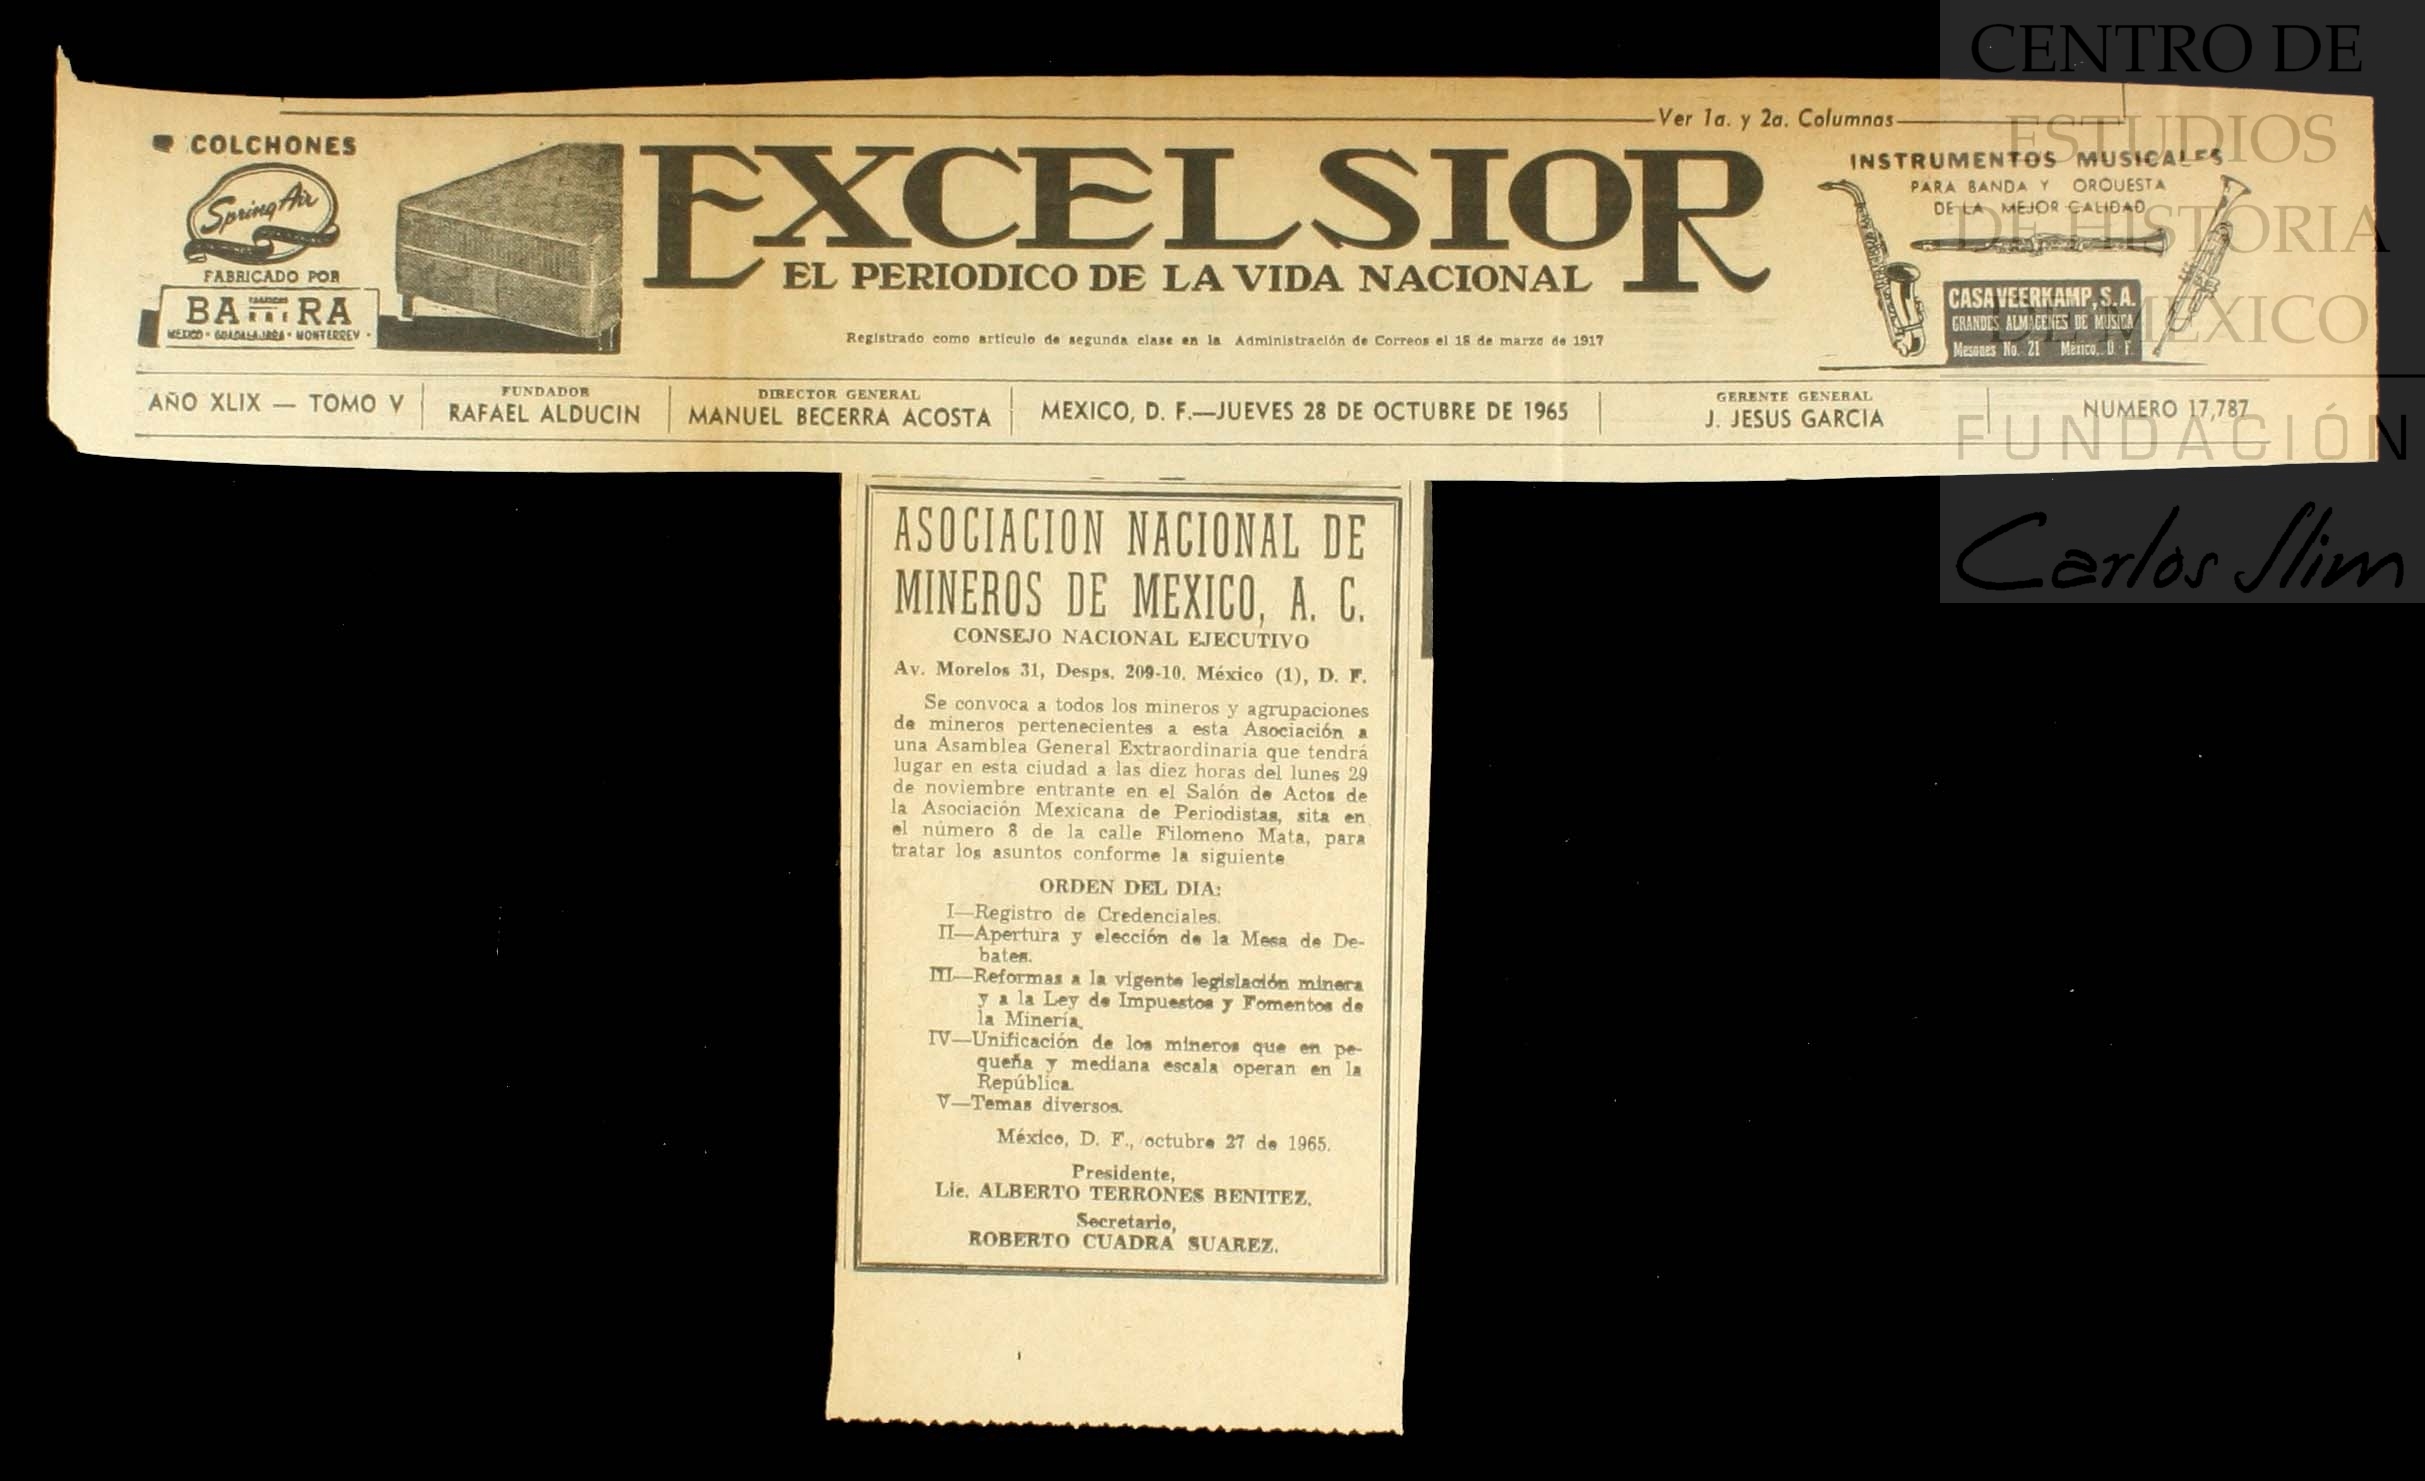 Ver 1a. y 2a. Columnas
COLCHONES
Spring Air
FABRICADO POR
MEXICO - GUADALAJARA - MONTERREY
EXCELSIOR
EL PERIODICO DE LA VIDA NACIONAL
Registrado como artículo de segunda clase en la Administración de Correos el 18 de marzo de 1917
INSTRUMENTOS MUSICALES
PARA BANDA Y ORQUESTA
DE LA MEJOR CALIDAD
CASA VEERKAMP, S.A.
GRANDES ALMACENES DE MUSICA
Mesones No. 21 México, D. F.
AÑO XLIX — TOMO V
FUNDADOR
RAFAEL ALDUCIN
DIRECTOR GENERAL
MANUEL BECERRA ACOSTA
MEXICO, D. F.—JUEVES 28 DE OCTUBRE DE 1965
GERENTE GENERAL
J. JESUS GARCIA
NUMERO 17,787
ASOCIACION NACIONAL DE
MINEROS DE MEXICO, A. C.
CONSEJO NACIONAL EJECUTIVO
Av. Morelos 31, Desps. 209-10. México (1), D. F.
Se convoca a todos los mineros y agrupaciones
de mineros pertenecientes a esta Asociación a
una Asamblea General Extraordinaria que tendrá
lugar en esta ciudad a las diez horas del lunes 29
de noviembre entrante en el Salón de Actos de
la Asociación Mexicana de Periodistas, sita en
el número 8 de la calle Filomeno Mata, para
tratar los asuntos conforme la siguiente
ORDEN DEL DIA:
I—Registro de Credenciales.
II—Apertura y elección de la Mesa de De-
bates.
III—Reformas a la vigente legislación minera
y a la Ley de Impuestos y Fomentos de
la Minería.
IV—Unificación de los mineros que en pe-
queña y mediana escala operan en la
República.
V—Temas diversos.
México, D. F., octubre 27 de 1965.
Presidente,
Lic. ALBERTO TERRONES BENITEZ.
Secretario,
ROBERTO CUADRA SUAREZ.
CENTRO DE
ESTUDIOS
DE HISTORIA
DE MÉXICO
FUNDACIÓN
Carlos Slim